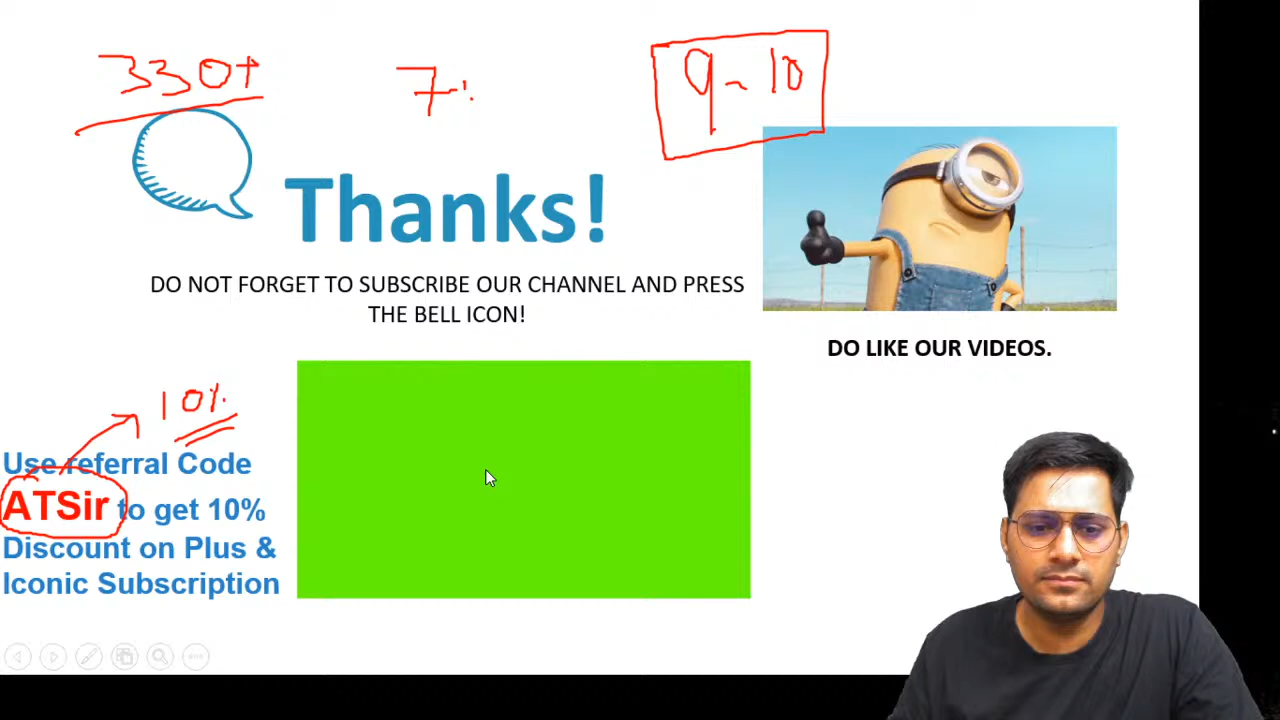 330+
7:
9-10
Thanks!
DO NOT FORGET TO SUBSCRIBE OUR CHANNEL AND PRESS
THE BELL ICON!
DO LIKE OUR VIDEOS.
10%
Use referral Code
ATSir to get 10%
Discount on Plus &
Iconic Subscription